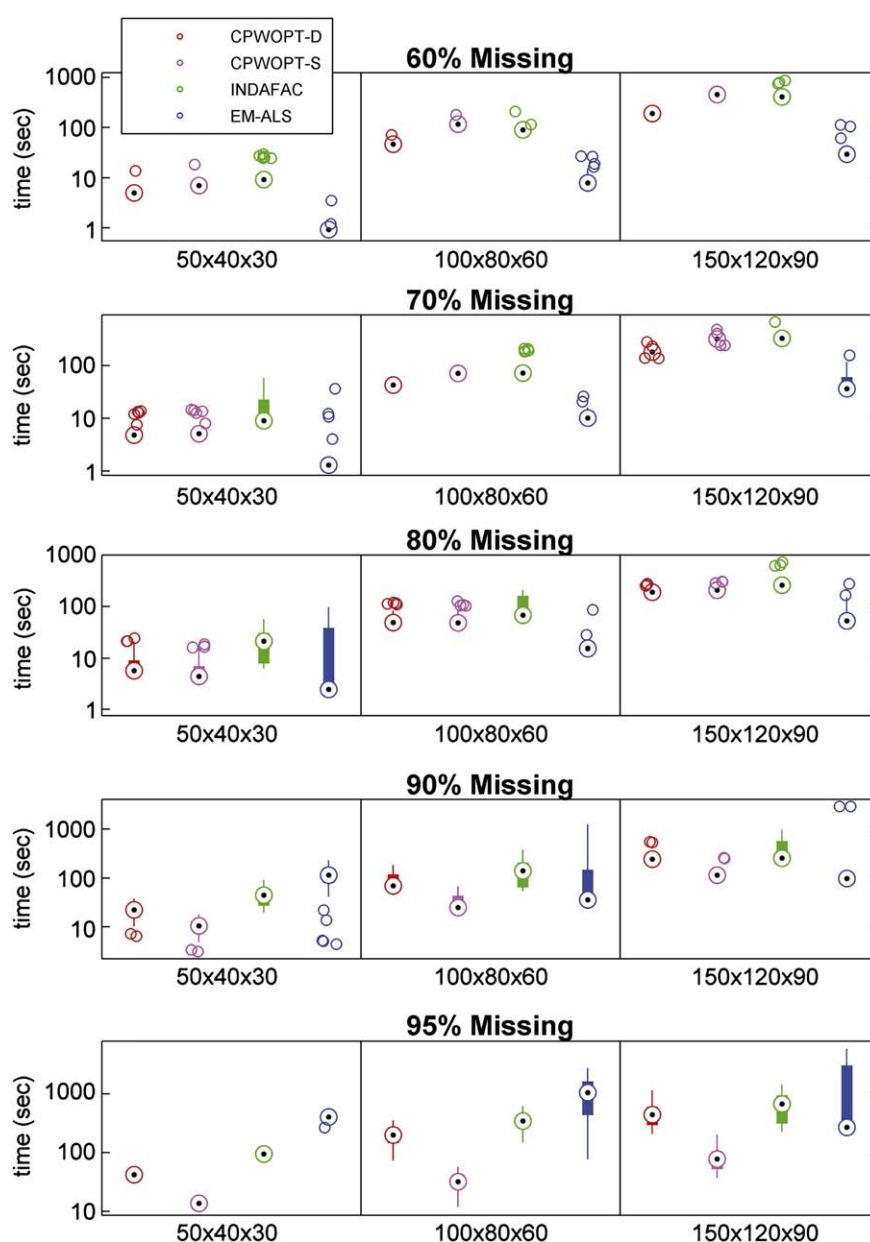 CPWOPT-D
CPWOPT-S
INDAFAC
EM-ALS
60% Missing
time (sec)
1000
100
10
1
50x40x30
100x80x60
150x120x90
70% Missing
time (sec)
100
10
1
50x40x30
100x80x60
150x120x90
80% Missing
time (sec)
1000
100
10
1
50x40x30
100x80x60
150x120x90
90% Missing
time (sec)
1000
100
10
50x40x30
100x80x60
150x120x90
95% Missing
time (sec)
1000
100
10
50x40x30
100x80x60
150x120x90